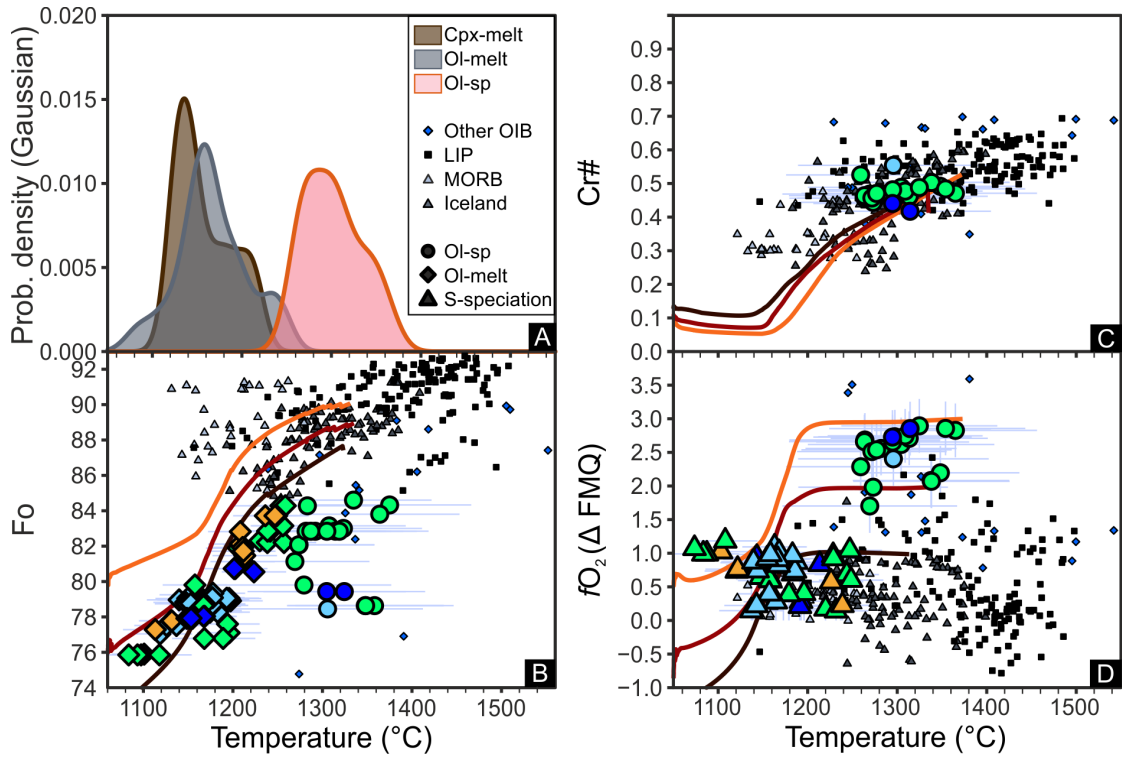 0.020
0.015
0.010
0.005
0.000
Prob. density (Gaussian)
Cpx-melt
Ol-melt
Ol-sp
Other OIB
LIP
MORB
Iceland
Ol-sp
Ol-melt
S-speciation
A
0.9
0.8
0.7
0.6
0.5
0.4
0.3
0.2
0.1
0.0
Cr#
C
92
90
88
86
84
82
80
78
76
74
Fo
B
1100 1200 1300 1400 1500
Temperature (°C)
3.5
3.0
2.5
2.0
1.5
1.0
0.5
0.0
−0.5
−1.0
fO2 (Δ FMQ)
D
1100 1200 1300 1400 1500
Temperature (°C)